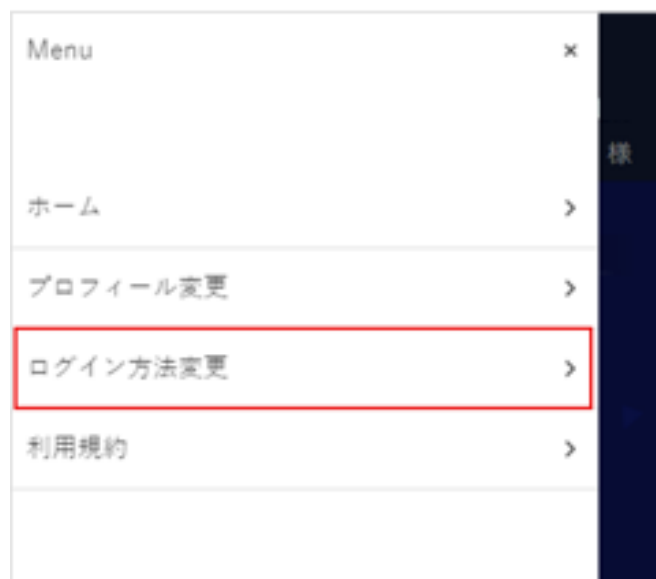 Menu ×
様
ホーム
プロフィール変更
ログイン方法変更
利用規約